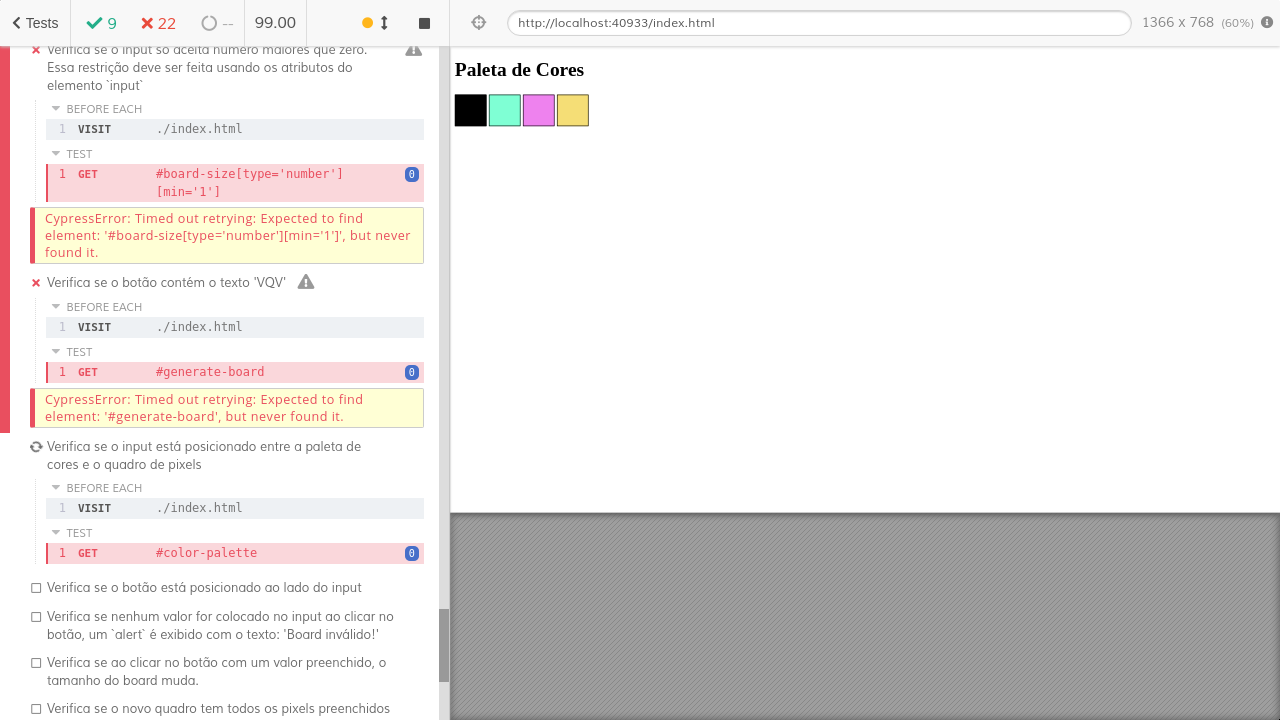 Tests 9 22 -- 99.00
http://localhost:40933/index.html 1366 x 768 (60%)
Verifica se o input só aceita número maiores que zero.
Essa restrição deve ser feita usando os atributos do
elemento `input`
BEFORE EACH
1 VISIT ./index.html
TEST
1 GET #board-size[type='number'] 0
[min='1']
CypressError: Timed out retrying: Expected to find
element: '#board-size[type='number'][min='1']', but never
found it.
Verifica se o botão contém o texto 'VQV'
BEFORE EACH
1 VISIT ./index.html
TEST
1 GET #generate-board 0
CypressError: Timed out retrying: Expected to find
element: '#generate-board', but never found it.
Verifica se o input está posicionado entre a paleta de
cores e o quadro de pixels
BEFORE EACH
1 VISIT ./index.html
TEST
1 GET #color-palette 0
Verifica se o botão está posicionado ao lado do input
Verifica se nenhum valor for colocado no input ao clicar no
botão, um `alert` é exibido com o texto: 'Board inválido!'
Verifica se ao clicar no botão com um valor preenchido, o
tamanho do board muda.
Verifica se o novo quadro tem todos os pixels preenchidos
Paleta de Cores